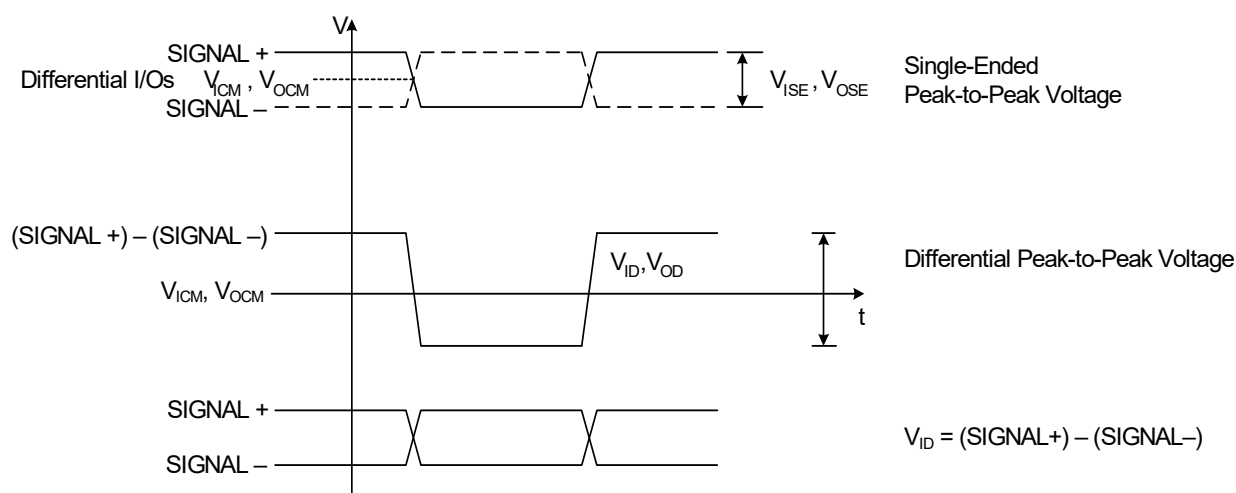 V
SIGNAL +
Differential I/Os V_ICM , V_OCM
SIGNAL –
V_ISE , V_OSE
Single-Ended
Peak-to-Peak Voltage
(SIGNAL +) – (SIGNAL –)
V_ID,V_OD
Differential Peak-to-Peak Voltage
V_ICM, V_OCM
t
SIGNAL +
SIGNAL –
V_ID = (SIGNAL+) – (SIGNAL–)